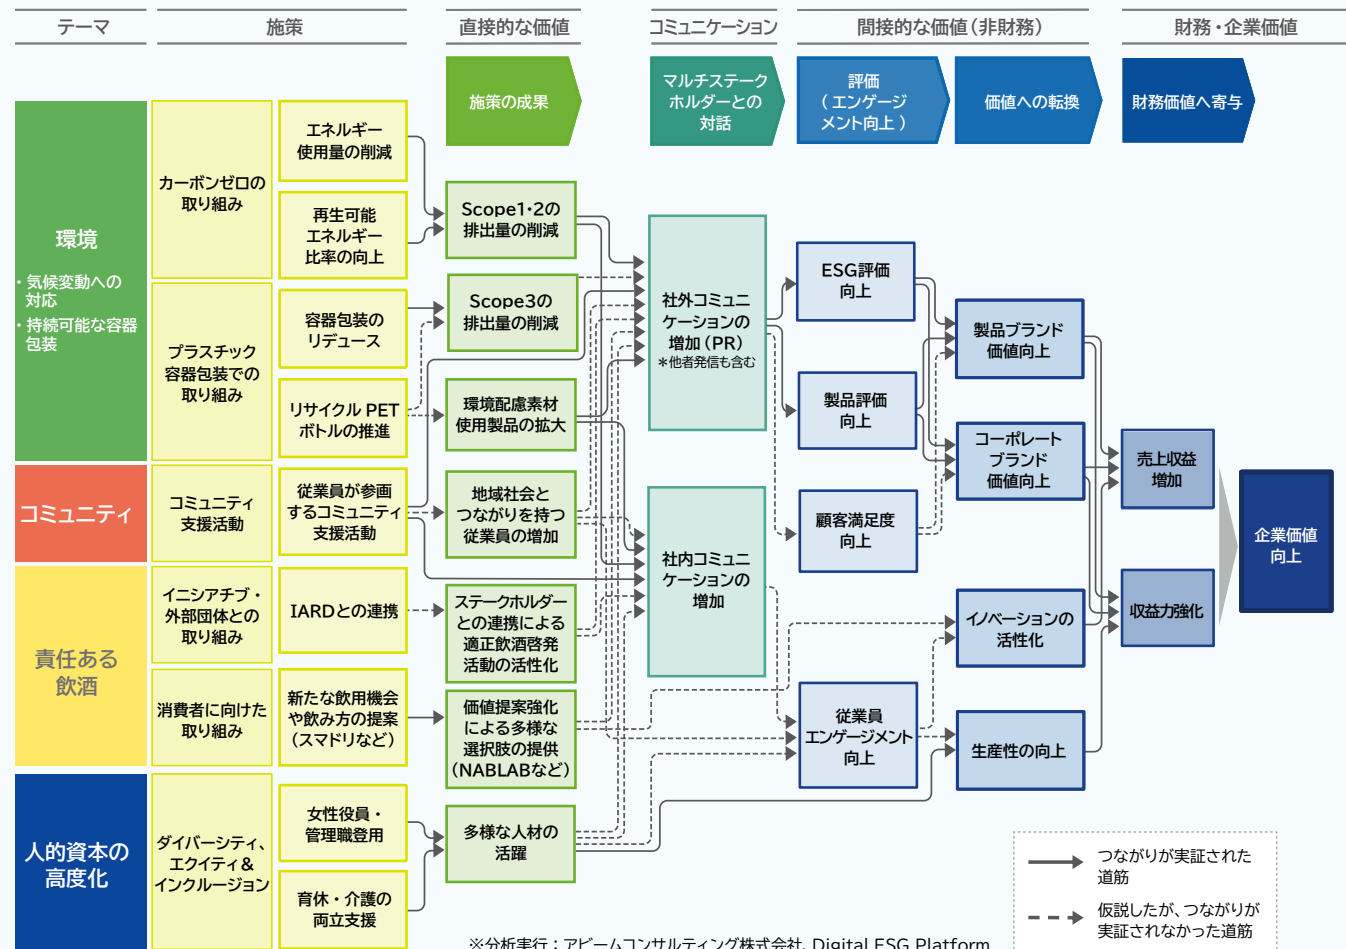 テーマ
施策
直接的な価値
コミュニケーション
間接的な価値(非財務)
財務・企業価値
施策の成果
マルチステーク
ホルダーとの
対話
評価
(エンゲージ
メント向上)
価値への転換
財務価値へ寄与
環境
・気候変動への
対応
・持続可能な容器
包装
カーボンゼロの
取り組み
エネルギー
使用量の削減
再生可能
エネルギー
比率の向上
プラスチック
容器包装での
取り組み
容器包装の
リデュース
リサイクル PET
ボトルの推進
コミュニティ
コミュニティ
支援活動
従業員が参画
するコミュニティ
支援活動
責任ある
飲酒
イニシアチブ・
外部団体との
取り組み
IARDとの連携
消費者に向けた
取り組み
新たな飲用機会
や飲み方の提案
(スマドリなど)
人的資本の
高度化
ダイバーシティ、
エクイティ&
インクルージョン
女性役員・
管理職登用
育休・介護の
両立支援
Scope1・2の
排出量の削減
Scope3の
排出量の削減
環境配慮素材
使用製品の拡大
地域社会と
つながりを持つ
従業員の増加
ステークホルダー
との連携による
適正飲酒啓発
活動の活性化
価値提案強化
による多様な
選択肢の提供
(NABLABなど)
多様な人材の
活躍
社外コミュニ
ケーションの
増加(PR)
*他者発信も含む
社内コミュニ
ケーションの
増加
ESG評価
向上
製品評価
向上
顧客満足度
向上
従業員
エンゲージメント
向上
製品ブランド
価値向上
コーポレート
ブランド
価値向上
イノベーションの
活性化
生産性の向上
売上収益
増加
収益力強化
企業価値
向上
つながりが実証された
道筋
仮説したが、つながりが
実証されなかった道筋
※分析実行:アビームコンサルティング株式会社、Digital ESG Platform